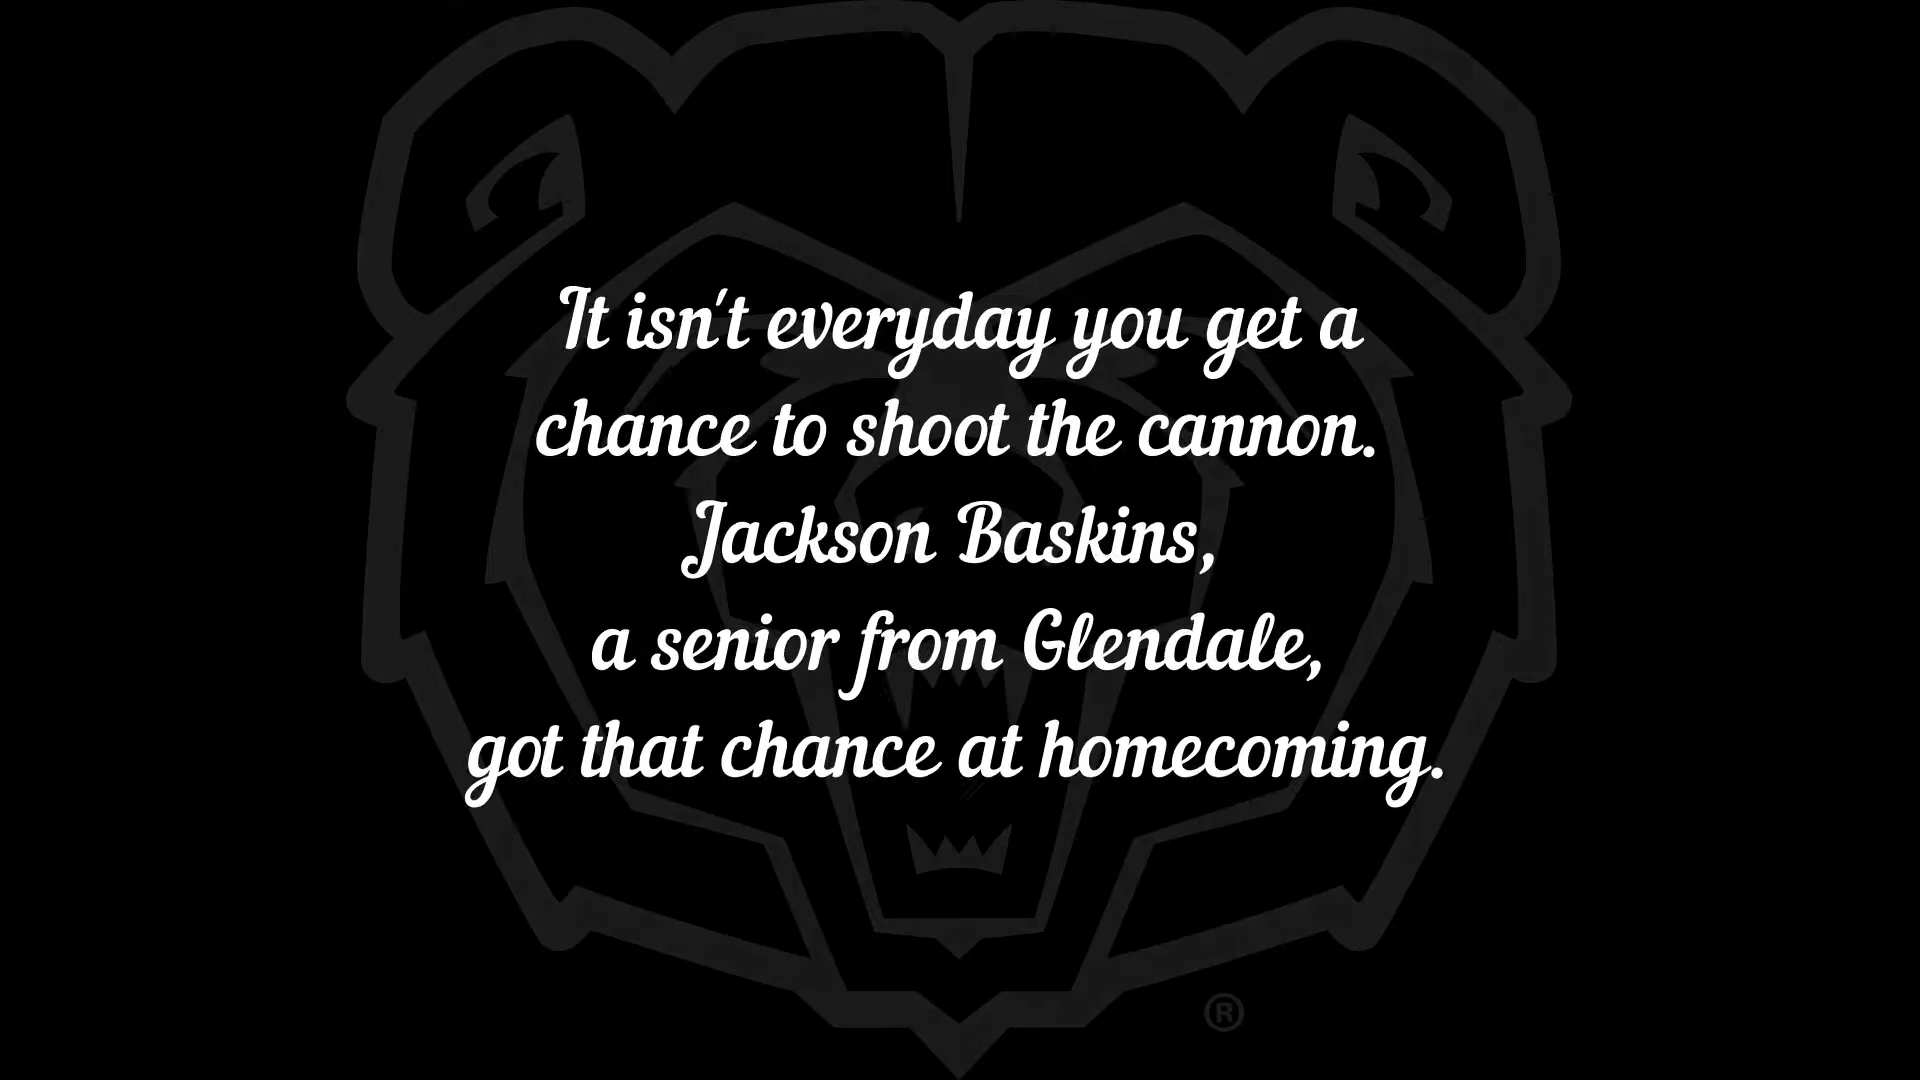 It isn't everyday you get a
chance to shoot the cannon.
Jackson Baskins,
a senior from Glendale,
got that chance at homecoming.
®